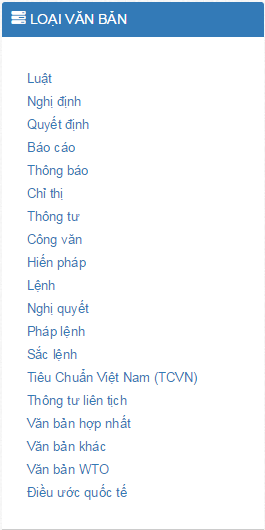 LOẠI VĂN BẢN
Luật
Nghị định
Quyết định
Báo cáo
Thông báo
Chỉ thị
Thông tư
Công văn
Hiến pháp
Lệnh
Nghị quyết
Pháp lệnh
Sắc lệnh
Tiêu Chuẩn Việt Nam (TCVN)
Thông tư liên tịch
Văn bản hợp nhất
Văn bản khác
Văn bản WTO
Điều ước quốc tế